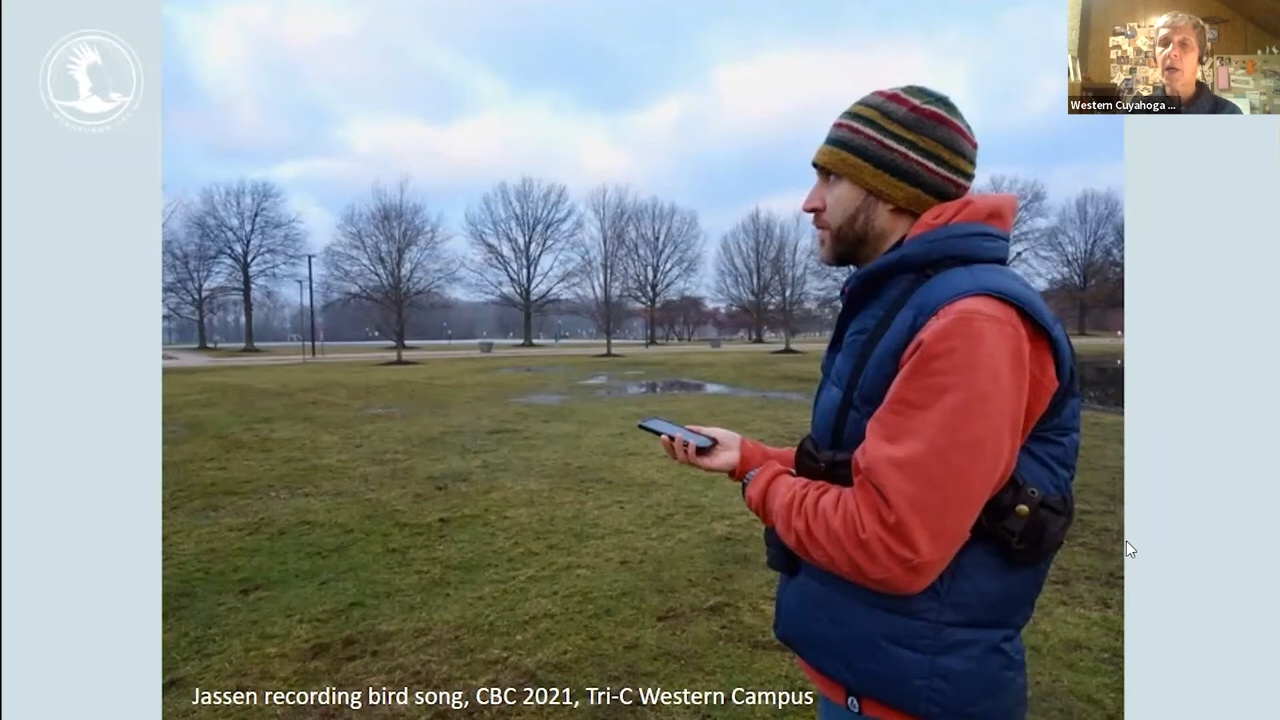 Western Cuyahoga ...
Jassen recording bird song, CBC 2021, Tri-C Western Campus